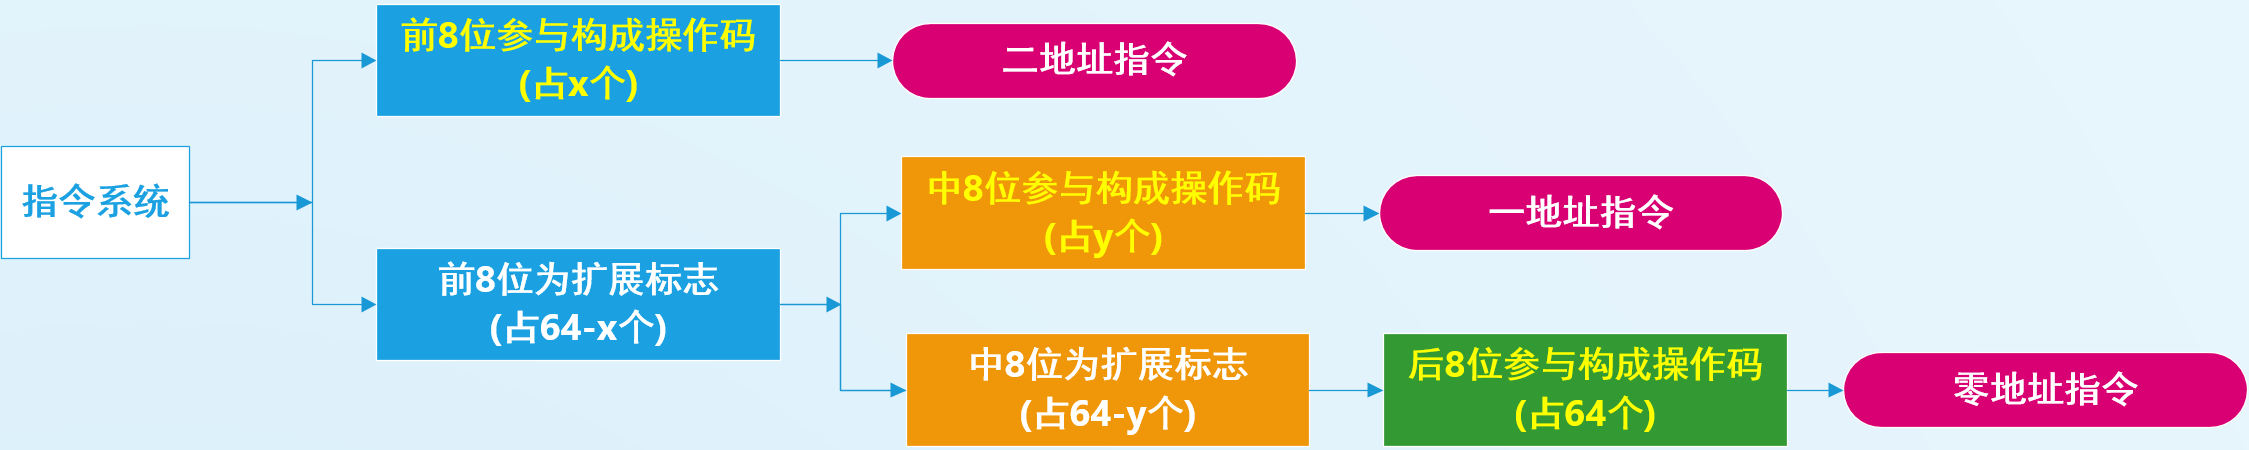 指令系统
前8位参与构成操作码
(占x个)
二地址指令
前8位为扩展标志
(占64-x个)
中8位参与构成操作码
(占y个)
一地址指令
中8位为扩展标志
(占64-y个)
后8位参与构成操作码
(占64个)
零地址指令